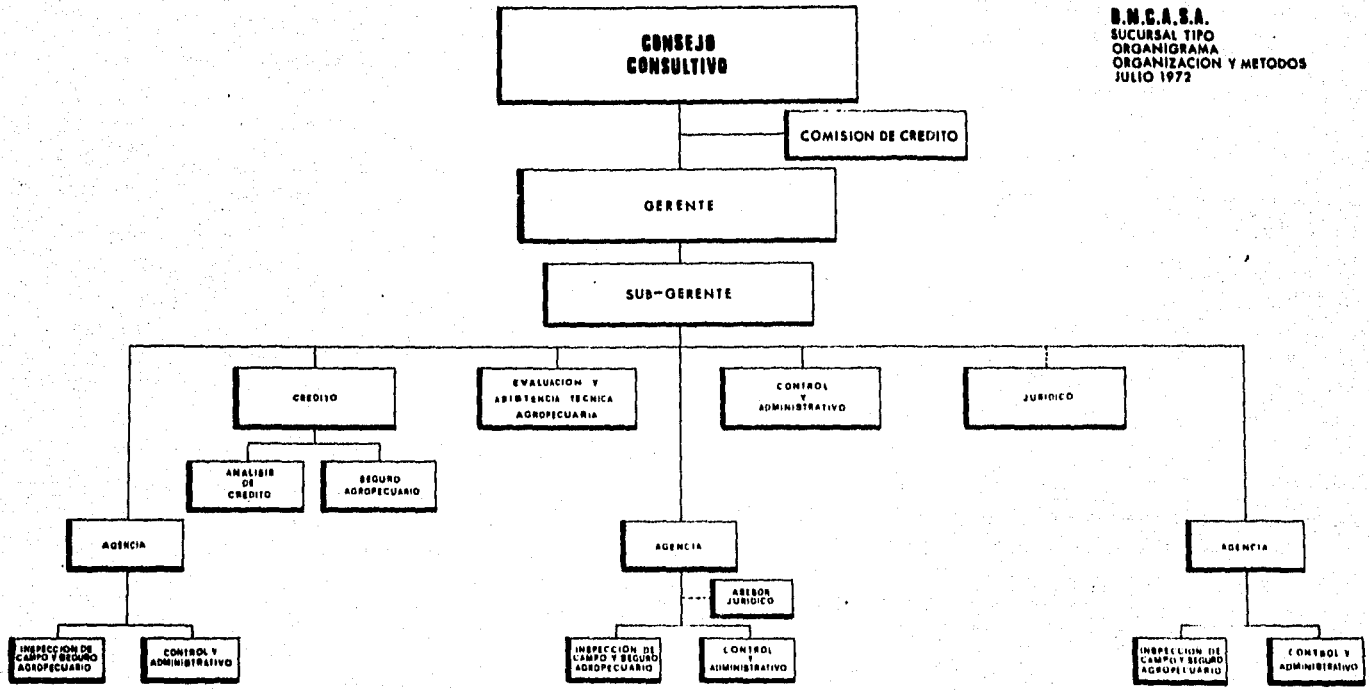 B.N.C.A.S.A.
SUCURSAL TIPO
ORGANIGRAMA
ORGANIZACION Y METODOS
JULIO 1972
CONSEJO
CONSULTIVO
COMISION DE CREDITO
GERENTE
SUB-GERENTE
CREDITO
EVALUACION Y
ASISTENCIA TECNICA
AGROPECUARIA
CONTROL
Y
ADMINISTRATIVO
JURIDICO
ANALISIS
DE
CREDITO
SEGURO
AGROPECUARIO
AGENCIA
AGENCIA
AGENCIA
ASESOR
JURIDICO
INSPECCION DE
CAMPO Y SEGURO
AGROPECUARIO
CONTROL Y
ADMINISTRATIVO
INSPECCION DE
CAMPO Y SEGURO
AGROPECUARIO
CONTROL
Y
ADMINISTRATIVO
INSPECCION DE
CAMPO Y SEGURO
AGROPECUARIO
CONTROL Y
ADMINISTRATIVO